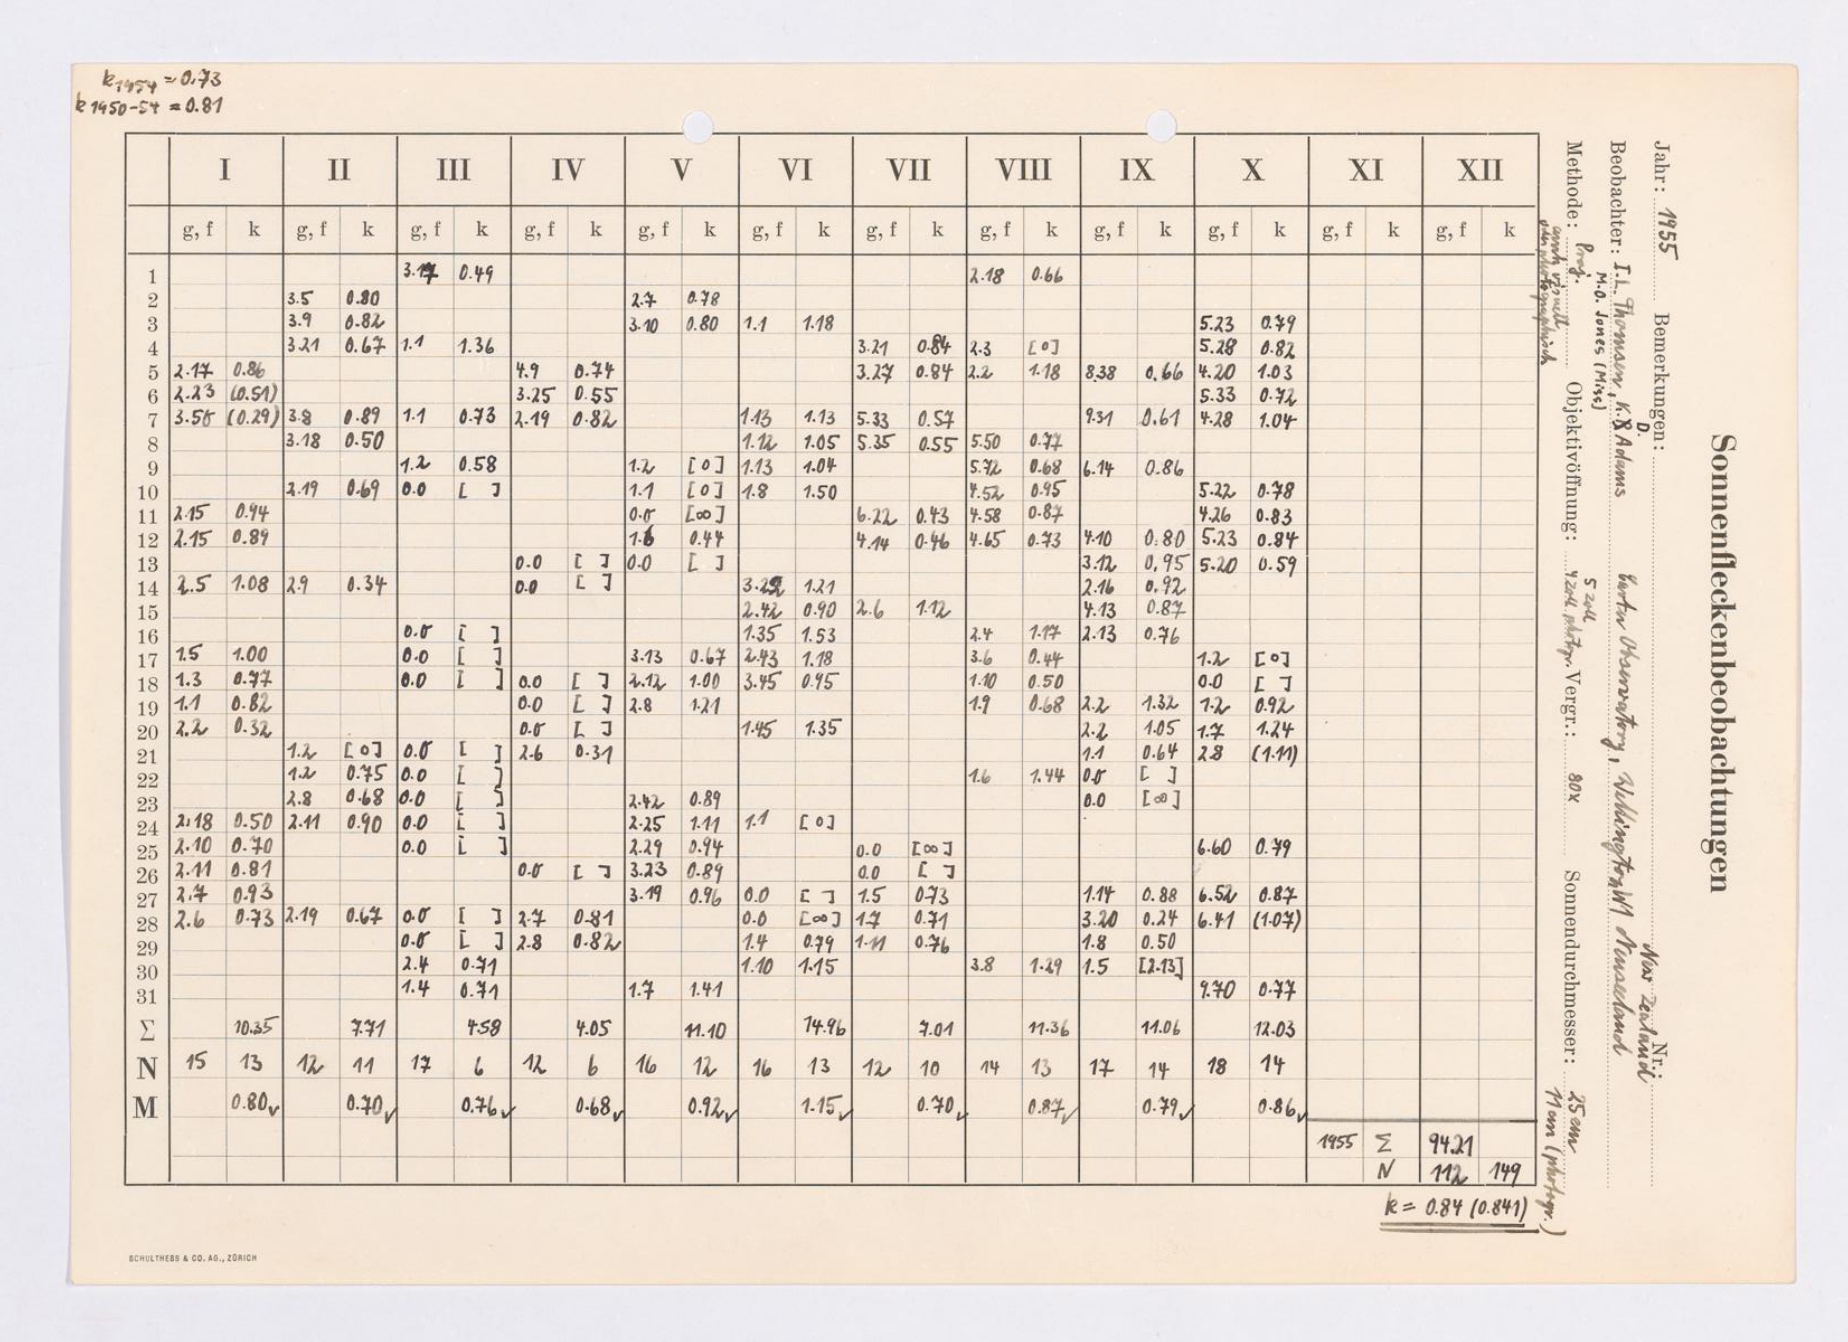 k1954 = 0.73
k 1950-54 = 0.81
I II III IV V VI VII VIII IX X XI XII
g, f k g, f k g, f k g, f k g, f k g, f k g, f k g, f k g, f k g, f k g, f k g, f k
1 3.17 0.49 2.18 0.66
2 3.5 0.80 2.7 0.78
3 3.9 0.82 3.10 0.80 1.1 1.18 5.23 0.79
4 3.21 0.67 1.1 1.36 3.21 0.84 2.3 [0] 5.28 0.82
5 2.17 0.86 4.9 0.74 3.27 0.84 2.2 1.18 8.38 0.66 4.20 1.03
6 2.23 (0.51) 3.25 0.55 5.33 0.72
7 3.58 (0.29) 3.8 0.89 1.1 0.73 2.19 0.82 1.13 1.13 5.33 0.57 9.31 0.61 4.28 1.04
8 3.18 0.50 1.12 1.05 5.35 0.55 5.50 0.77
9 1.2 0.58 1.2 [0] 1.13 1.04 5.72 0.68 6.14 0.86
10 2.19 0.69 0.0 [ ] 1.1 [0] 1.8 1.50 4.52 0.95 5.22 0.78
11 2.15 0.94 0.0 [∞] 6.22 0.43 4.58 0.87 4.26 0.83
12 2.15 0.89 1.6 0.44 4.14 0.46 4.65 0.73 4.10 0.80 5.23 0.84
13 0.0 [ ] 0.0 [ ] 3.12 0.95 5.20 0.59
14 2.5 1.08 2.9 0.34 0.0 [ ] 3.22 1.21 2.16 0.92
15 2.42 0.90 2.6 1.12 4.13 0.87
16 0.0 [ ] 1.35 1.53 2.4 1.17 2.13 0.76
17 1.5 1.00 0.0 [ ] 3.13 0.67 2.43 1.18 3.6 0.44 1.2 [0]
18 1.3 0.77 0.0 [ ] 0.0 [ ] 2.12 1.00 3.45 0.95 1.10 0.50 0.0 [ ]
19 1.1 0.82 0.0 [ ] 2.8 1.21 1.9 0.68 2.2 1.32 1.2 0.92
20 2.2 0.32 0.0 [ ] 1.45 1.35 2.2 1.05 1.7 1.24
21 1.2 [0] 0.0 [ ] 2.6 0.31 1.1 0.64 2.8 (1.11)
22 1.2 0.75 0.0 [ ] 1.6 1.44 0.0 [ ]
23 2.8 0.68 0.0 [ ] 2.42 0.89 0.0 [∞]
24 2.18 0.50 2.11 0.90 0.0 [ ] 2.25 1.11 1.1 [0]
25 2.10 0.70 0.0 [ ] 2.29 0.94 0.0 [∞] 6.60 0.79
26 2.11 0.81 0.0 [ ] 3.23 0.89 0.0 [ ]
27 2.7 0.93 3.19 0.96 0.0 [ ] 1.5 0.73 1.14 0.88 6.52 0.87
28 2.6 0.73 2.19 0.67 0.0 [ ] 2.7 0.81 0.0 [∞] 1.7 0.71 3.20 0.24 6.41 (1.07)
29 0.0 [ ] 2.8 0.82 1.4 0.79 1.11 0.76 1.8 0.50
30 2.4 0.71 1.10 1.15 3.8 1.29 1.5 [2.13]
31 1.4 0.71 1.7 1.41 9.70 0.77
Σ 10.35 7.71 4.58 4.05 11.10 14.96 7.01 11.36 11.06 12.03
N 15 13 12 11 17 6 12 6 16 12 16 13 12 10 14 13 17 14 18 14
M 0.80✓ 0.70✓ 0.76✓ 0.68✓ 0.92✓ 1.15✓ 0.70✓ 0.87✓ 0.79✓ 0.86✓
1955 Σ 94.21
N 112 149
k = 0.84 (0.841)
SCHULTHESS & CO. AG., ZÜRICH
Sonnenfleckenbeobachtungen
Jahr: 1955 Bemerkungen: Nr.:
New Zealand
Beobachter: I.L. Thomsen, K.D. Adams Carter Observatory, Wellington W1 Neuseeland
M.O. Jones (Miss)
5 zoll 25 cm
Methode: Proj. Objektivöffnung: 4 zoll photogr. Vergr.: 80x Sonnendurchmesser: 11 cm (photogr.)
photographisch